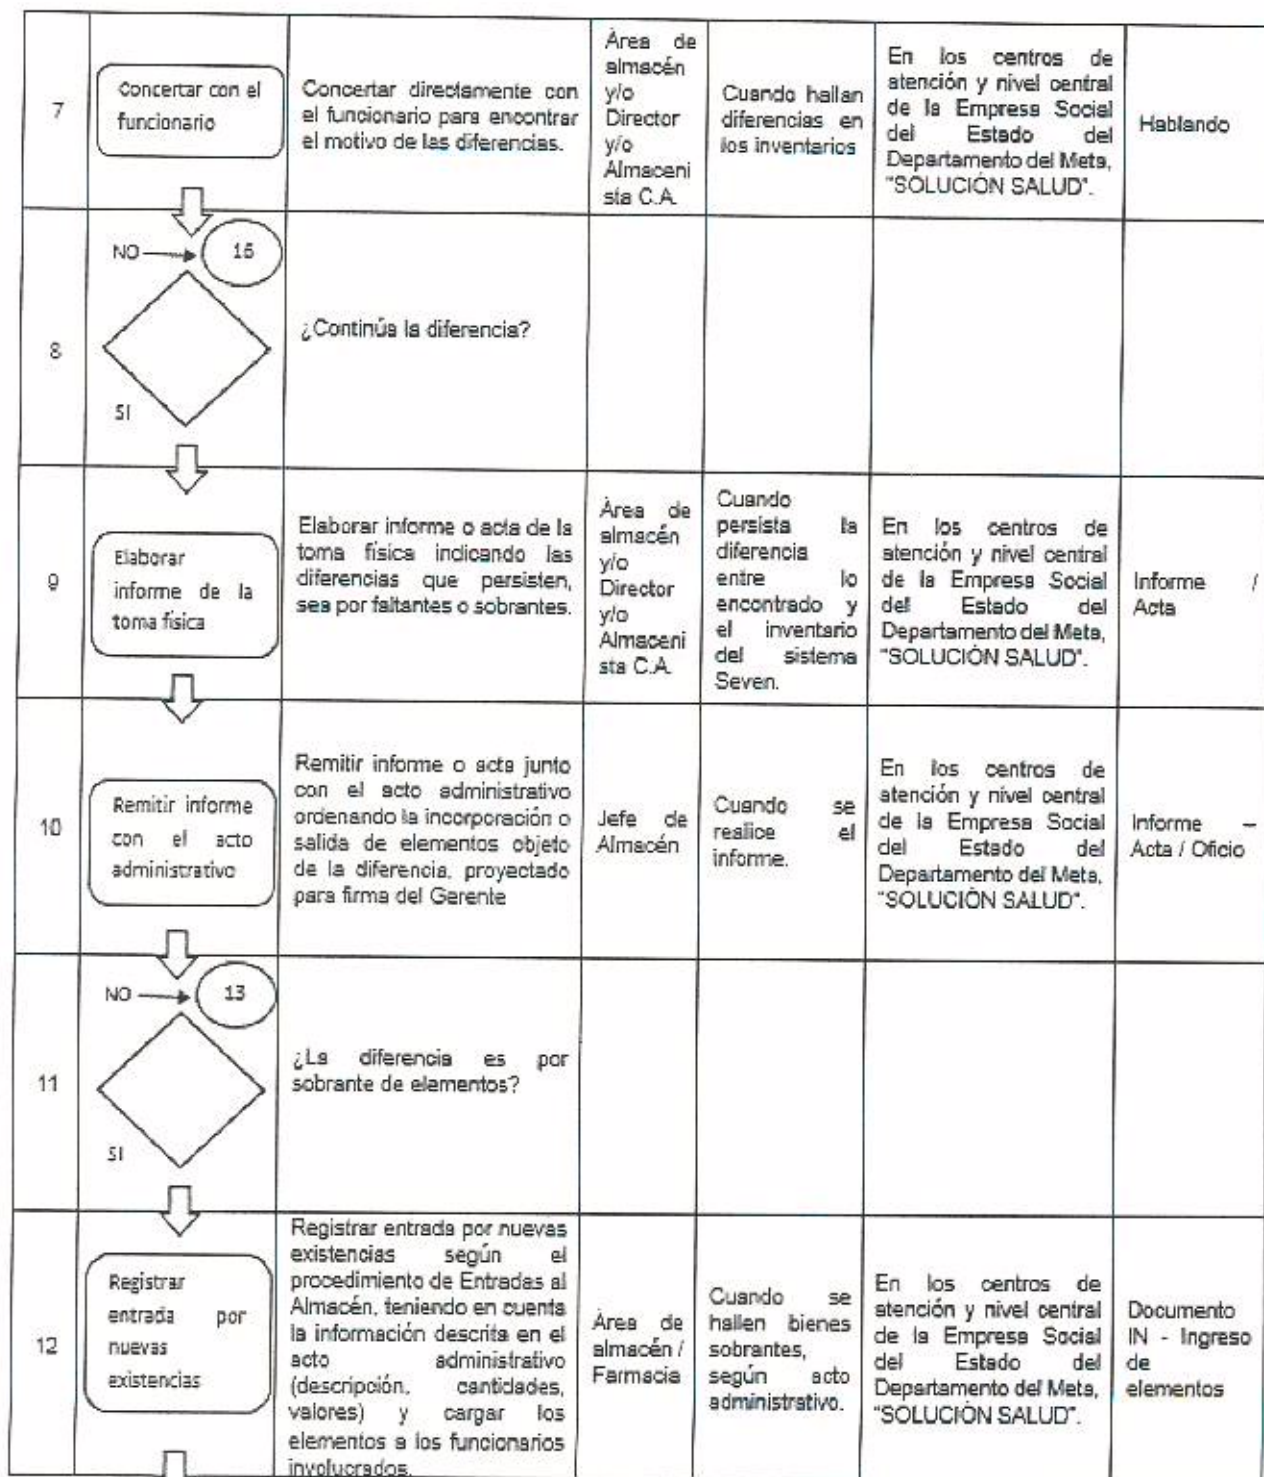 7
Concertar con el
funcionario
Concertar directamente con
el funcionario para encontrar
el motivo de las diferencias.
Área de
almacén
y/o
Director
y/o
Almaceni
sta C.A.
Cuando hallan
diferencias en
los inventarios
En los centros de
atención y nivel central
de la Empresa Social
del Estado del
Departamento del Meta,
"SOLUCIÓN SALUD".
Hablando
8
NO
16
SI
¿Continúa la diferencia?
9
Elaborar
informe de la
toma física
Elaborar informe o acta de la
toma física indicando las
diferencias que persisten,
sea por faltantes o sobrantes.
Área de
almacén
y/o
Director
y/o
Almaceni
sta C.A.
Cuando
persista la
diferencia
entre lo
encontrado y
el inventario
del sistema
Seven.
En los centros de
atención y nivel central
de la Empresa Social
del Estado del
Departamento del Meta,
"SOLUCIÓN SALUD".
Informe /
Acta
10
Remitir informe
con el acto
administrativo
Remitir informe o acta junto
con el acto administrativo
ordenando la incorporación o
salida de elementos objeto
de la diferencia, proyectado
para firma del Gerente
Jefe de
Almacén
Cuando se
realice el
informe.
En los centros de
atención y nivel central
de la Empresa Social
del Estado del
Departamento del Meta,
"SOLUCIÓN SALUD".
Informe –
Acta / Oficio
11
NO
13
SI
¿La diferencia es por
sobrante de elementos?
12
Registrar
entrada por
nuevas
existencias
Registrar entrada por nuevas
existencias según el
procedimiento de Entradas al
Almacén, teniendo en cuenta
la información descrita en el
acto administrativo
(descripción, cantidades,
valores) y cargar los
elementos a los funcionarios
involucrados.
Área de
almacén /
Farmacia
Cuando se
hallen bienes
sobrantes,
según acto
administrativo.
En los centros de
atención y nivel central
de la Empresa Social
del Estado del
Departamento del Meta,
"SOLUCIÓN SALUD".
Documento
IN - Ingreso
de
elementos